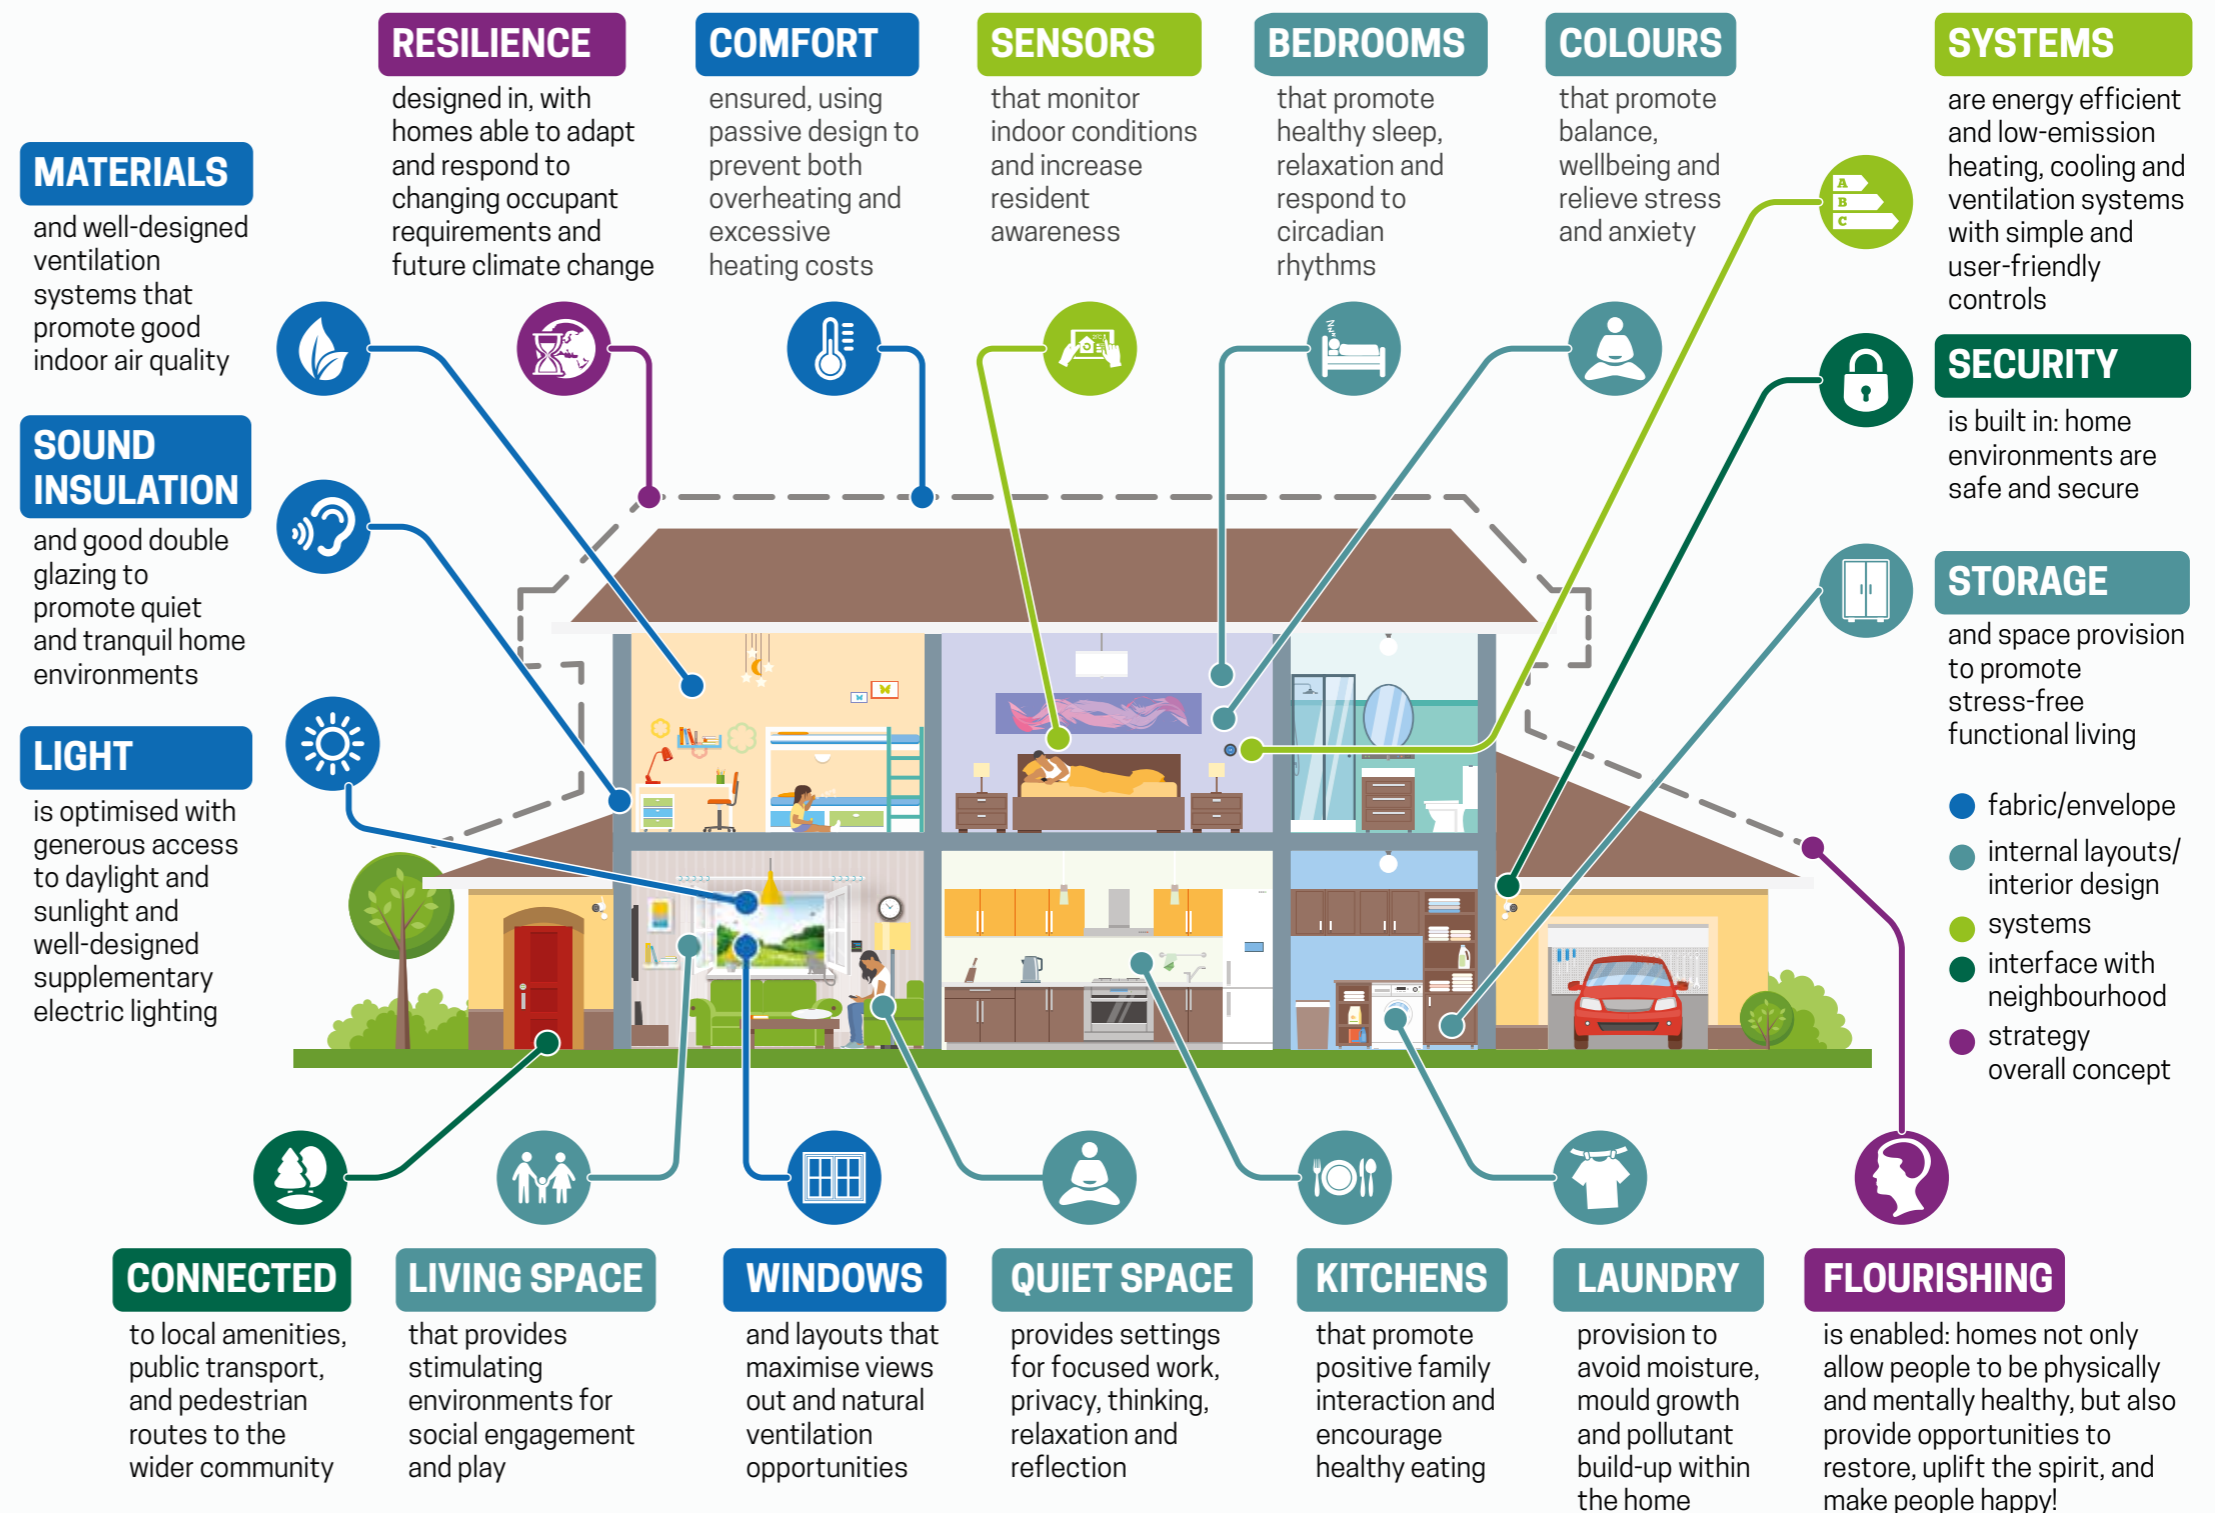 RESILIENCE
designed in, with
homes able to adapt
and respond to
changing occupant
requirements and
future climate change
COMFORT
ensured, using
passive design to
prevent both
overheating and
excessive
heating costs
SENSORS
that monitor
indoor conditions
and increase
resident
awareness
BEDROOMS
that promote
healthy sleep,
relaxation and
respond to
circadian
rhythms
COLOURS
that promote
balance,
wellbeing and
relieve stress
and anxiety
SYSTEMS
are energy efficient
and low-emission
heating, cooling and
ventilation systems
with simple and
user-friendly
controls
A
B
C
MATERIALS
and well-designed
ventilation
systems that
promote good
indoor air quality
SECURITY
is built in: home
environments are
safe and secure
SOUND
INSULATION
and good double
glazing to
promote quiet
and tranquil home
environments
STORAGE
and space provision
to promote
stress-free
functional living
LIGHT
is optimised with
generous access
to daylight and
sunlight and
well-designed
supplementary
electric lighting
fabric/envelope
internal layouts/
interior design
systems
interface with
neighbourhood
strategy
overall concept
CONNECTED
to local amenities,
public transport,
and pedestrian
routes to the
wider community
LIVING SPACE
that provides
stimulating
environments for
social engagement
and play
WINDOWS
and layouts that
maximise views
out and natural
ventilation
opportunities
QUIET SPACE
provides settings
for focused work,
privacy, thinking,
relaxation and
reflection
KITCHENS
that promote
positive family
interaction and
encourage
healthy eating
LAUNDRY
provision to
avoid moisture,
mould growth
and pollutant
build-up within
the home
FLOURISHING
is enabled: homes not only
allow people to be physically
and mentally healthy, but also
provide opportunities to
restore, uplift the spirit, and
make people happy!